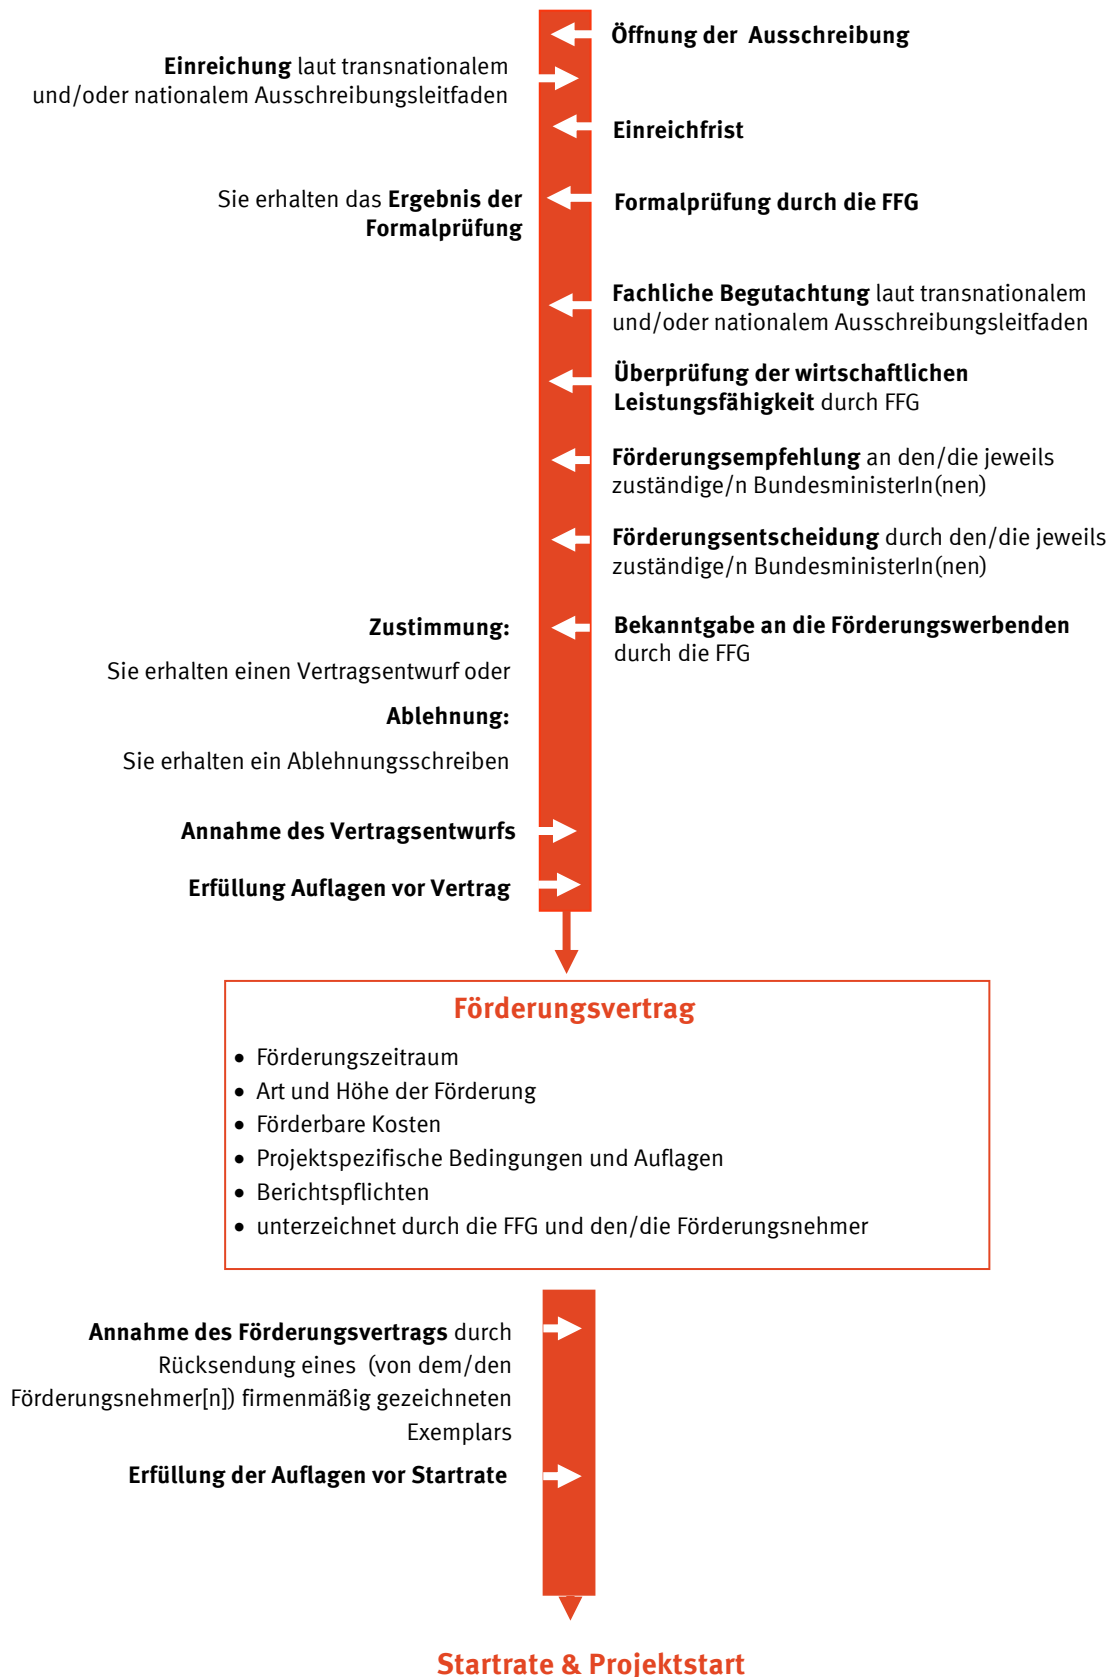 Öffnung der Ausschreibung
Einreichung laut transnationalem
und/oder nationalem Ausschreibungsleitfaden
Einreichfrist
Sie erhalten das Ergebnis der
Formalprüfung
Formalprüfung durch die FFG
Fachliche Begutachtung laut transnationalem
und/oder nationalem Ausschreibungsleitfaden
Überprüfung der wirtschaftlichen
Leistungsfähigkeit durch FFG
Förderungsempfehlung an den/die jeweils
zuständige/n BundesministerIn(nen)
Förderungsentscheidung durch den/die jeweils
zuständige/n BundesministerIn(nen)
Bekanntgabe an die Förderungswerbenden
durch die FFG
Zustimmung:
Sie erhalten einen Vertragsentwurf oder
Ablehnung:
Sie erhalten ein Ablehnungsschreiben
Annahme des Vertragsentwurfs
Erfüllung Auflagen vor Vertrag
Förderungsvertrag
• Förderungszeitraum
• Art und Höhe der Förderung
• Förderbare Kosten
• Projektspezifische Bedingungen und Auflagen
• Berichtspflichten
• unterzeichnet durch die FFG und den/die Förderungsnehmer
Annahme des Förderungsvertrags durch
Rücksendung eines (von dem/den
Förderungsnehmer[n]) firmenmäßig gezeichneten
Exemplars
Erfüllung der Auflagen vor Startrate
Startrate & Projektstart